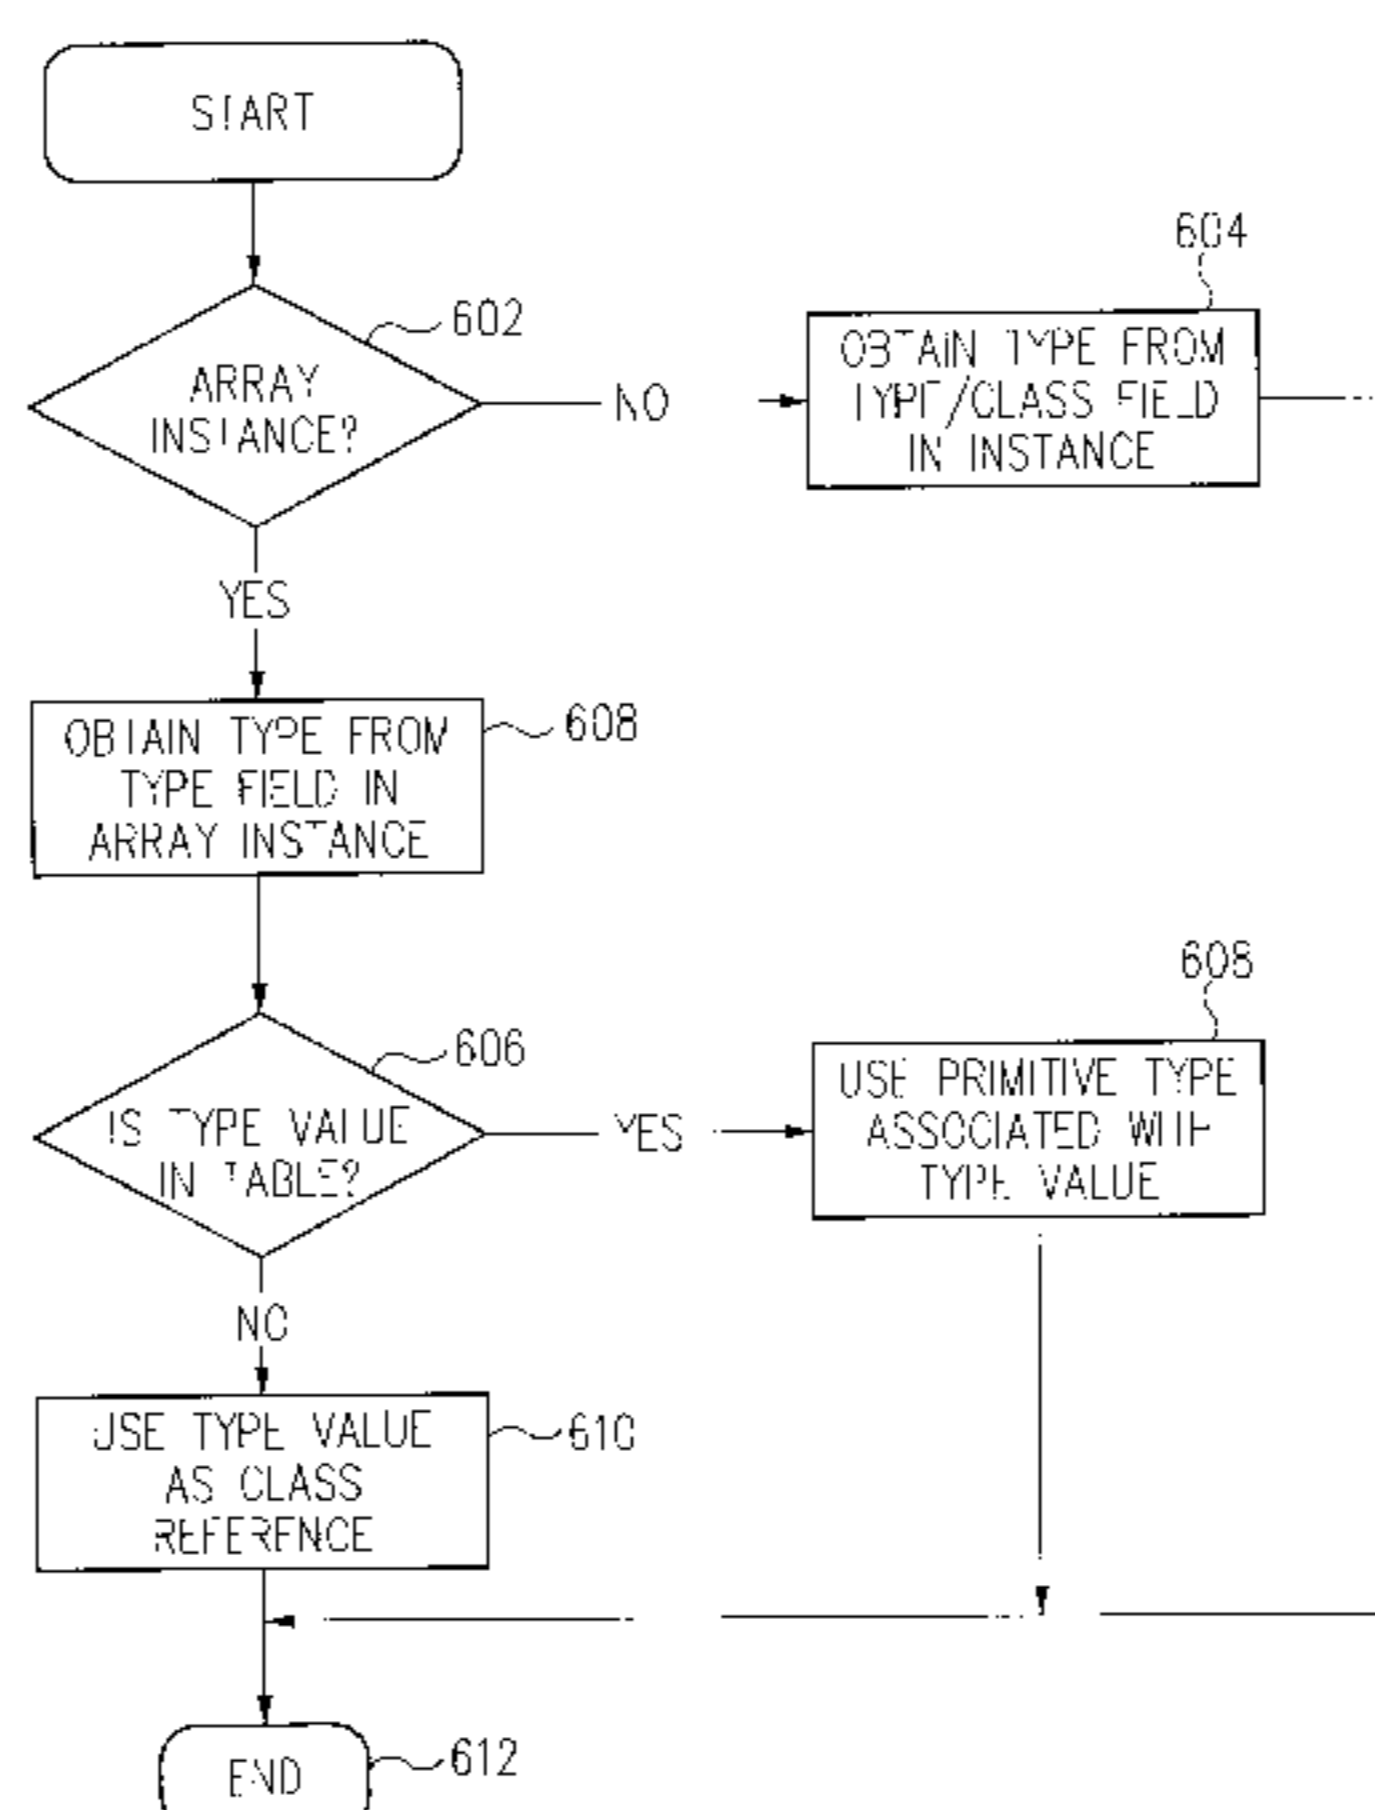 START
602
ARRAY
INSTANCE?
NO
604
OBTAIN TYPE FROM
TYPE/CLASS FIELD
IN INSTANCE
YES
608
OBTAIN TYPE FROM
TYPE FIELD IN
ARRAY INSTANCE
606
IS TYPE VALUE
IN TABLE?
YES
608
USE PRIMITIVE TYPE
ASSOCIATED WITH
TYPE VALUE
NO
610
USE TYPE VALUE
AS CLASS
REFERENCE
END
612